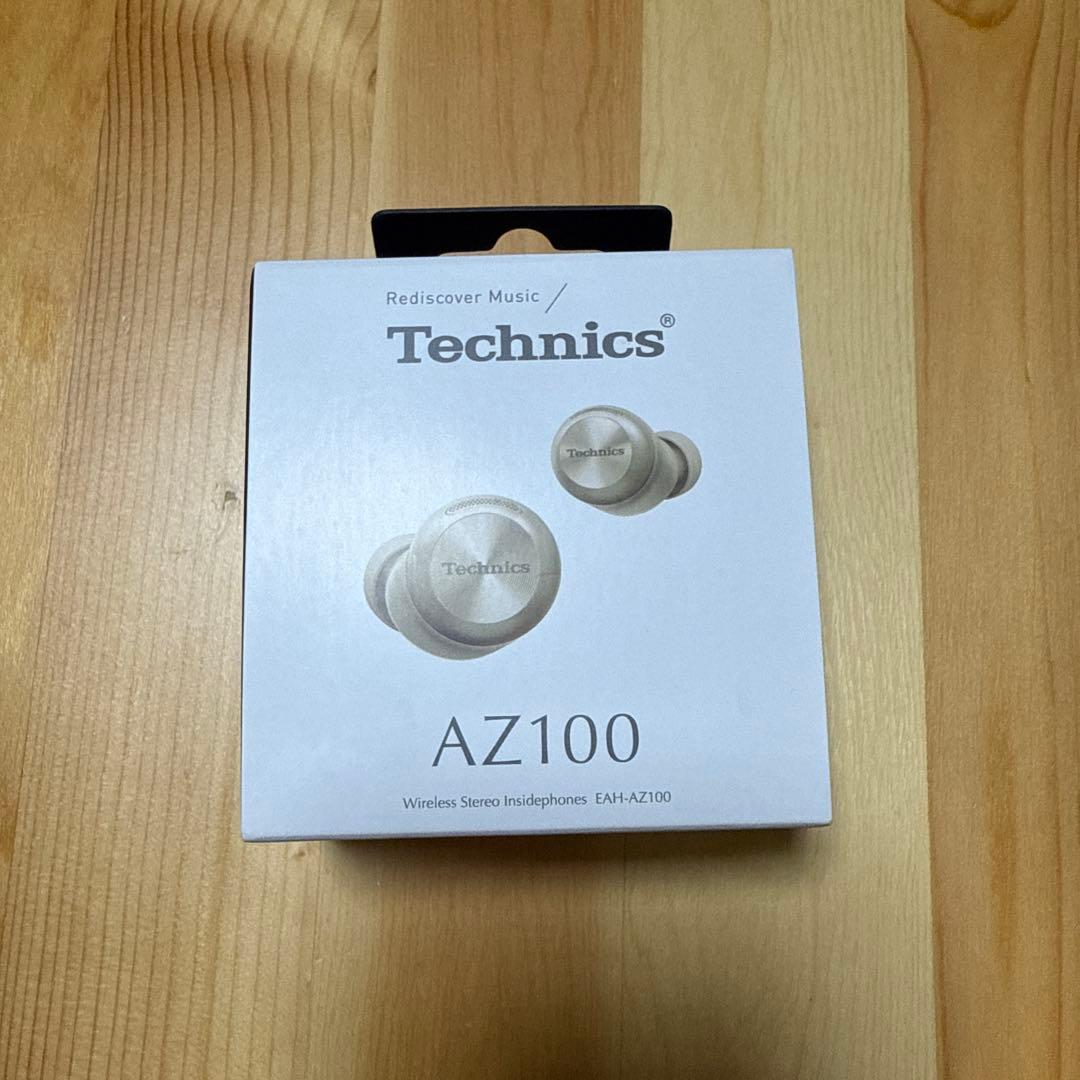 Rediscover Music /
Technics®
Technics
Technics
AZ100
Wireless Stereo Insidephones EAH-AZ100